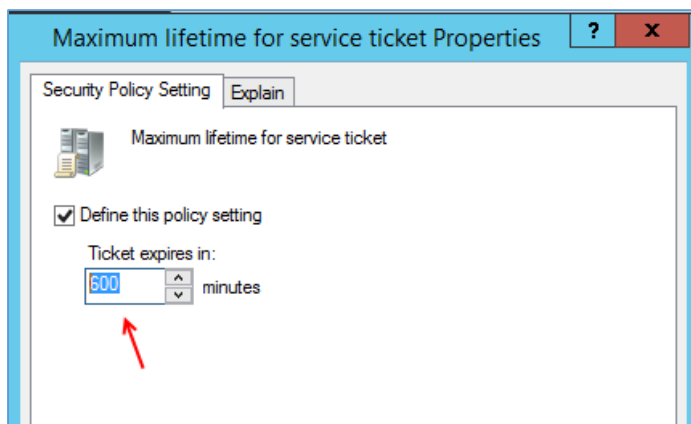 Maximum lifetime for service ticket Properties ? x
Security Policy Setting Explain
Maximum lifetime for service ticket
Define this policy setting
Ticket expires in:
600 minutes